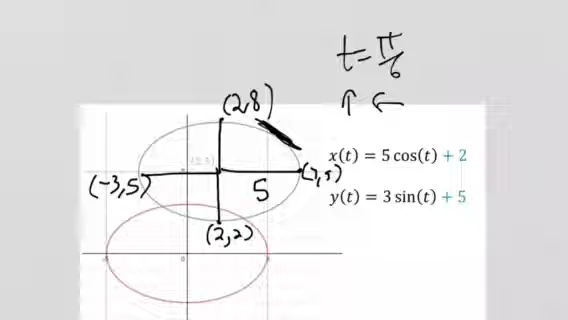 t = π/6
↑ ←
(2,8)
x(t) = 5 cos(t) + 2
(-3,5)
5
(7,5)
y(t) = 3 sin(t) + 5
(2,2)